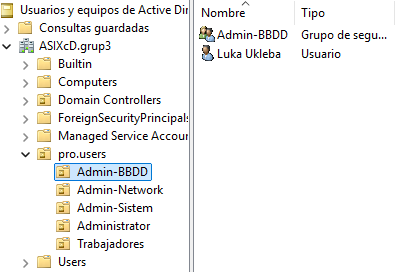 Usuarios y equipos de Active Dir
Consultas guardadas
ASIXcD.grup3
Builtin
Computers
Domain Controllers
ForeignSecurityPrincipals
Managed Service Accour
pro.users
Admin-BBDD
Admin-Network
Admin-Sistem
Administrator
Trabajadores
Users
Nombre Tipo
Admin-BBDD Grupo de segu...
Luka Ukleba Usuario